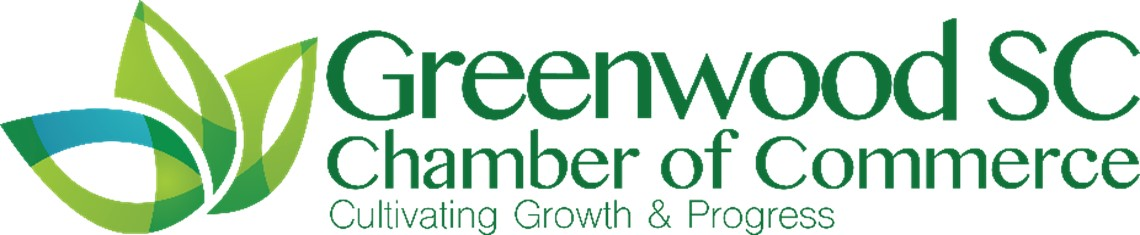 Greenwood SC
Chamber of Commerce
Cultivating Growth & Progress